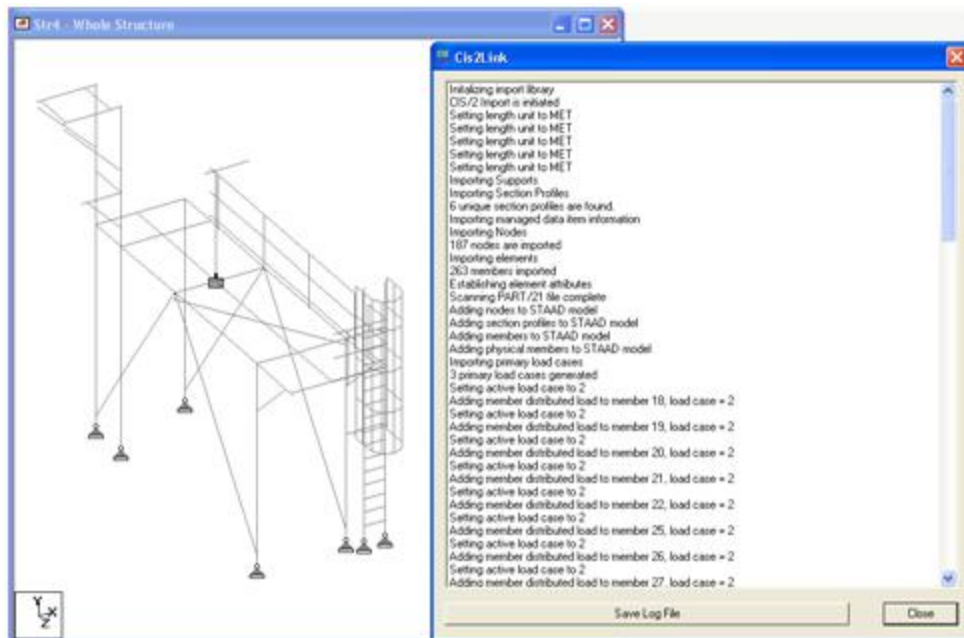 Str4 - Whole Structure
Cis2Link
Initializing import library
CIS/2 Import is initiated
Setting length unit to MET
Setting length unit to MET
Setting length unit to MET
Setting length unit to MET
Setting length unit to MET
Importing Supports
Importing Section Profiles
6 unique section profiles are found.
Importing managed data item information
Importing Nodes
187 nodes are imported
Importing elements
263 members imported
Establishing element attributes
Scanning PART/21 file complete
Adding nodes to STAAD model
Adding section profiles to STAAD model
Adding members to STAAD model
Adding physical members to STAAD model
Importing primary load cases
3 primary load cases generated
Setting active load case to 2
Adding member distributed load to member 18, load case = 2
Setting active load case to 2
Adding member distributed load to member 19, load case = 2
Setting active load case to 2
Adding member distributed load to member 20, load case = 2
Setting active load case to 2
Adding member distributed load to member 21, load case = 2
Setting active load case to 2
Adding member distributed load to member 22, load case = 2
Setting active load case to 2
Adding member distributed load to member 25, load case = 2
Setting active load case to 2
Adding member distributed load to member 26, load case = 2
Setting active load case to 2
Adding member distributed load to member 27, load case = 2
Save Log File
Close
Y
X
Z